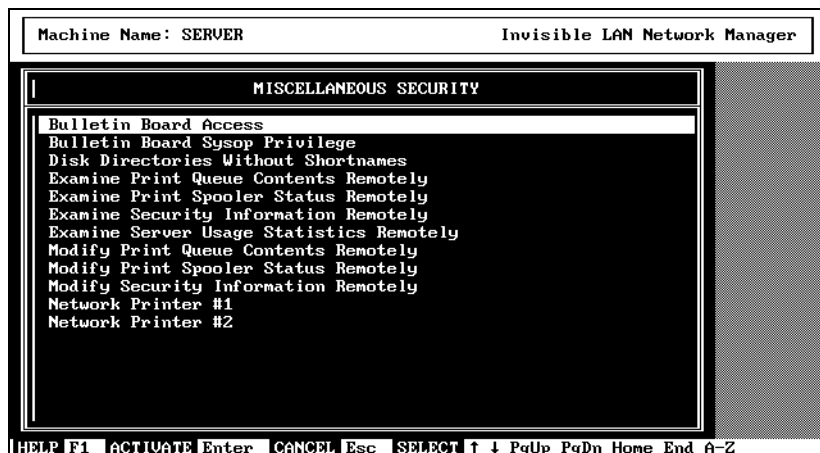 Machine Name: SERVER Invisible LAN Network Manager
MISCELLANEOUS SECURITY
Bulletin Board Access
Bulletin Board Sysop Privilege
Disk Directories Without Shortnames
Examine Print Queue Contents Remotely
Examine Print Spooler Status Remotely
Examine Security Information Remotely
Examine Server Usage Statistics Remotely
Modify Print Queue Contents Remotely
Modify Print Spooler Status Remotely
Modify Security Information Remotely
Network Printer #1
Network Printer #2
HELP F1 ACTIVATE Enter CANCEL Esc SELECT ↑ ↓ PgUp PgDn Home End A-Z